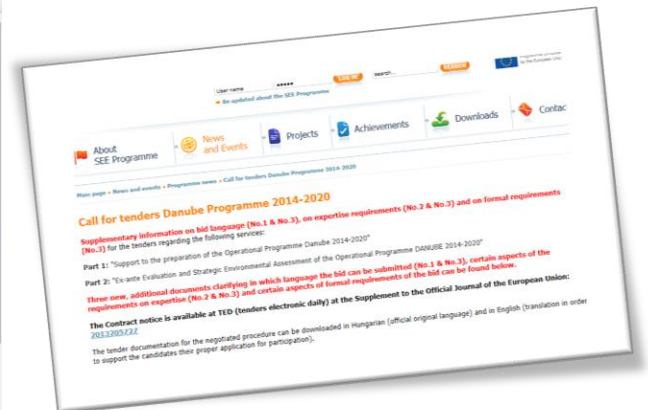 programme co-funded
by the European Unio
User name ●●●●● LOG IN search... SEARCH
Be updated about the SEE Programme
About
SEE Programme
News
and Events
Projects
Achievements
Downloads
Contac
Main page » News and events » Programme news » Call for tenders Danube Programme 2014-2020
Call for tenders Danube Programme 2014-2020
Supplementary information on bid language (No.1 & No.3), on expertise requirements (No.2 & No.3) and on formal requirements
(No.3) for the tenders regarding the following services:
Part 1: "Support to the preparation of the Operational Programme Danube 2014-2020"
Part 2: "Ex-ante Evaluation and Strategic Environmental Assessment of the Operational Programme DANUBE 2014-2020"
Three new, additional documents clarifying in which language the bid can be submitted (No.1 & No.3), certain aspects of the
requirements on expertise (No.2 & No.3) and certain aspects of formal requirements of the bid can be found below.
The Contract notice is available at TED (tenders electronic daily) at the Supplement to the Official Journal of the European Union:
The tender documentation for the negotiated procedure can be downloaded in Hungarian (official original language) and in English (translation in order
to support the candidates their proper application for participation).